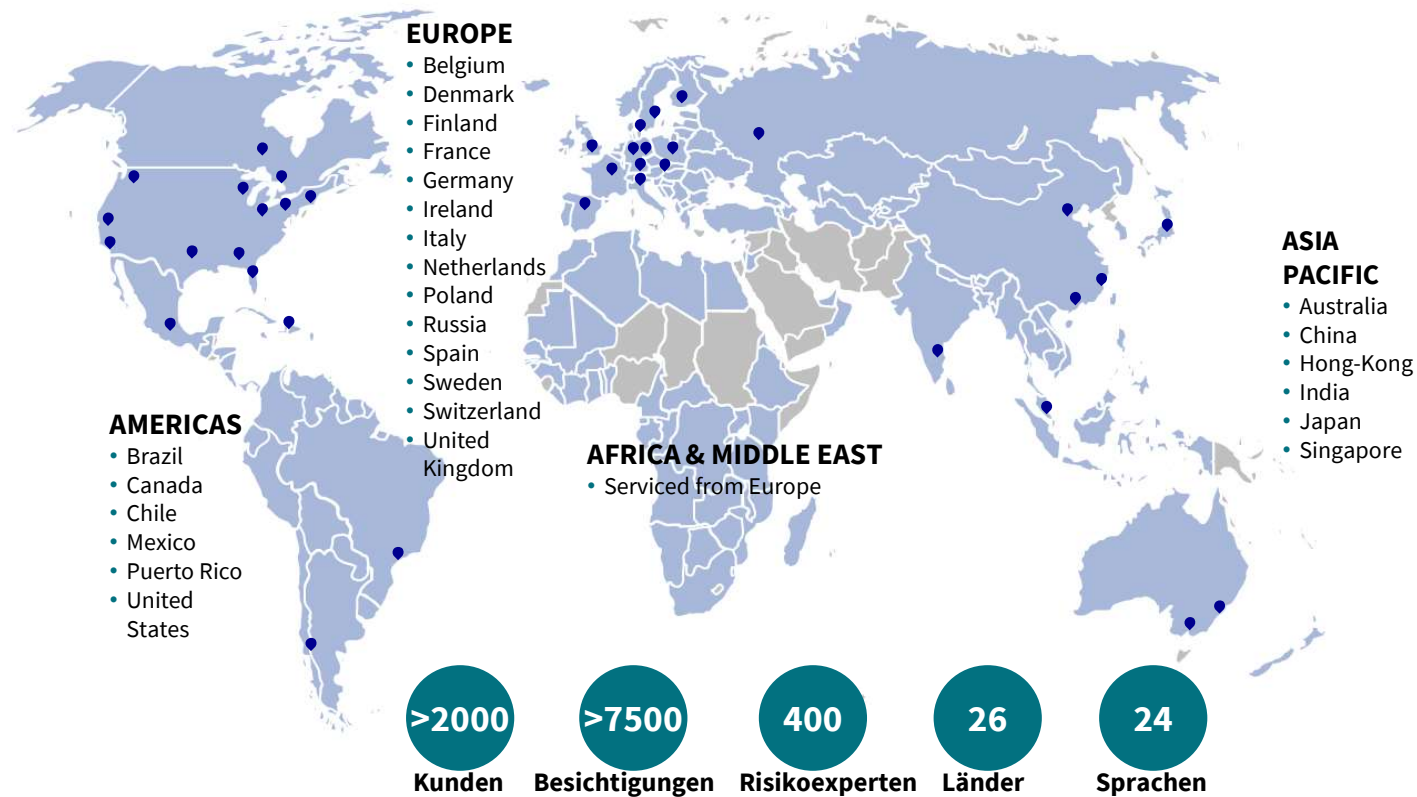 EUROPE
• Belgium
• Denmark
• Finland
• France
• Germany
• Ireland
• Italy
• Netherlands
• Poland
• Russia
• Spain
• Sweden
• Switzerland
• United
Kingdom
ASIA
PACIFIC
• Australia
• China
• Hong-Kong
• India
• Japan
• Singapore
AMERICAS
• Brazil
• Canada
• Chile
• Mexico
• Puerto Rico
• United
States
AFRICA & MIDDLE EAST
• Serviced from Europe
>2000
Kunden
>7500
Besichtigungen
400
Risikoexperten
26
Länder
24
Sprachen